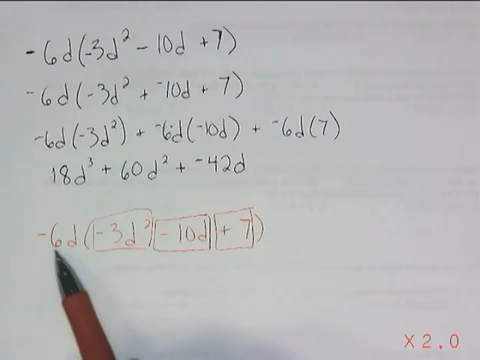 -6d(-3d² - 10d + 7)
-6d(-3d² + -10d + 7)
-6d(-3d²) + -6d(-10d) + -6d(7)
18d³ + 60d² + -42d
-6d(-3d² - 10d + 7)
X2.0